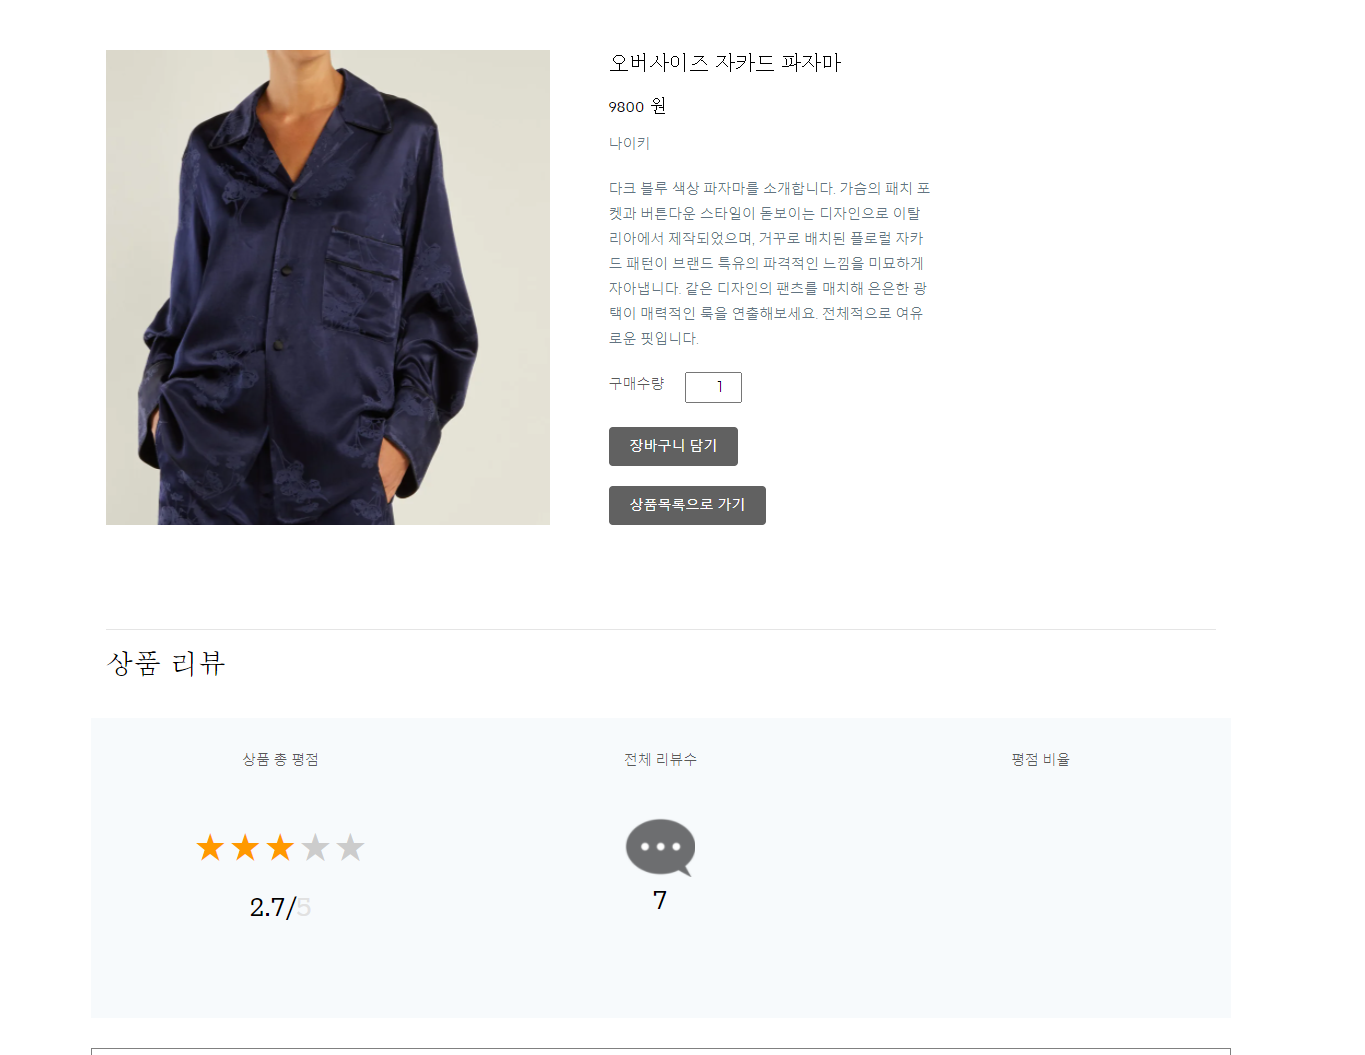 오버사이즈 자카드 파자마
9800 원
나이키
다크 블루 색상 파자마를 소개합니다. 가슴의 패치 포
켓과 버튼다운 스타일이 돋보이는 디자인으로 이탈
리아에서 제작되었으며, 거꾸로 배치된 플로럴 자카
드 패턴이 브랜드 특유의 파격적인 느낌을 미묘하게
자아냅니다. 같은 디자인의 팬츠를 매치해 은은한 광
택이 매력적인 룩을 연출해보세요. 전체적으로 여유
로운 핏입니다.
구매수량 1
장바구니 담기
상품목록으로 가기
상품 리뷰
상품 총 평점 전체 리뷰수 평점 비율
2.7/5 7